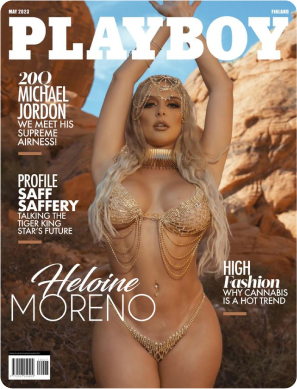 MAY 2023
FINLAND
PLAYBOY
20Q
MICHAEL
JORDON
WE MEET HIS
SUPREME
AIRNESS!
PROFILE
SAFF
SAFFERY
TALKING THE
TIGER KING
STAR'S FUTURE
Heloine
MORENO
HIGH
Fashion
WHY CANNABIS
IS A HOT TREND